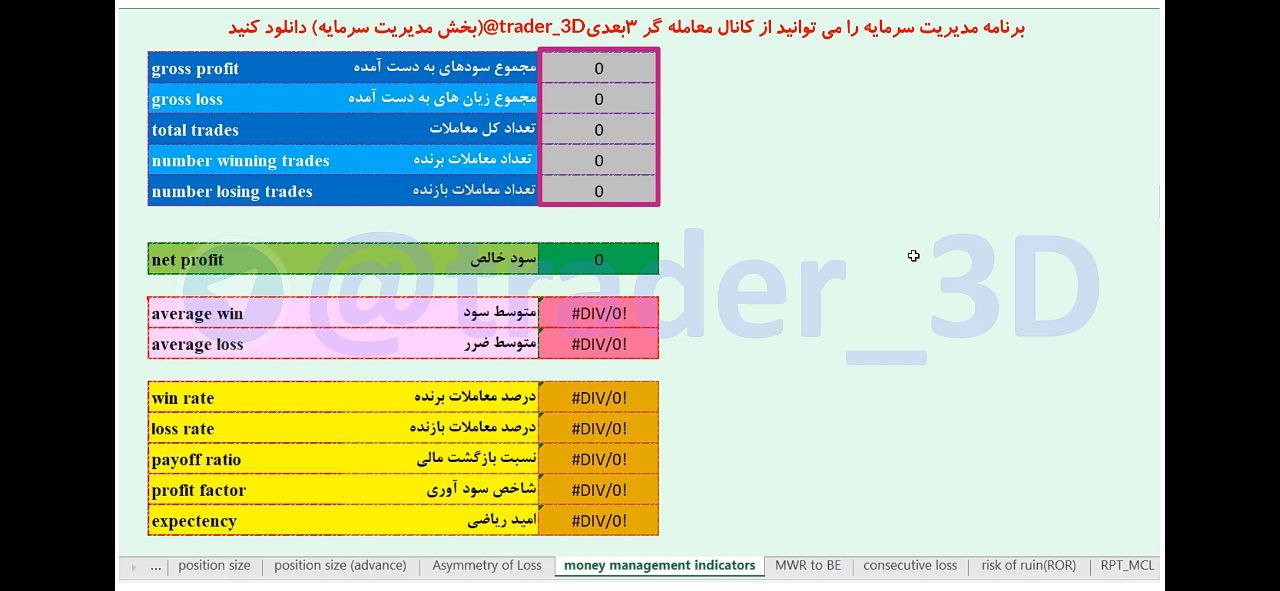 برنامه مدیریت سرمایه را می توانید از کانال معامله گر ۳بعدی@trader_3D(بخش مدیریت سرمایه) دانلود کنید
gross profit مجموع سودهای به دست آمده 0
gross loss مجموع زیان های به دست آمده 0
total trades تعداد کل معاملات 0
number winning trades تعداد معاملات برنده 0
number losing trades تعداد معاملات بازنده 0
net profit سود خالص 0
@trader_3D
average win متوسط سود #DIV/0!
average loss متوسط ضرر #DIV/0!
win rate درصد معاملات برنده #DIV/0!
loss rate درصد معاملات بازنده #DIV/0!
payoff ratio نسبت بازگشت مالی #DIV/0!
profit factor شاخص سود آوری #DIV/0!
expectency امید ریاضی #DIV/0!
... position size position size (advance) Asymmetry of Loss money management indicators MWR to BE consecutive loss risk of ruin(ROR) RPT_MCL